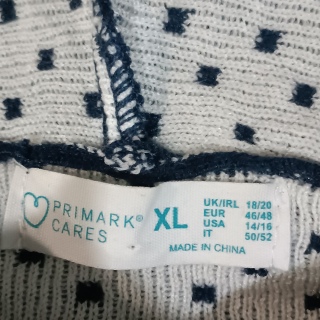 PRIMARK®
CARES
XL
UK/IRL 18/20
EUR 46/48
USA 14/16
IT 50/52
MADE IN CHINA